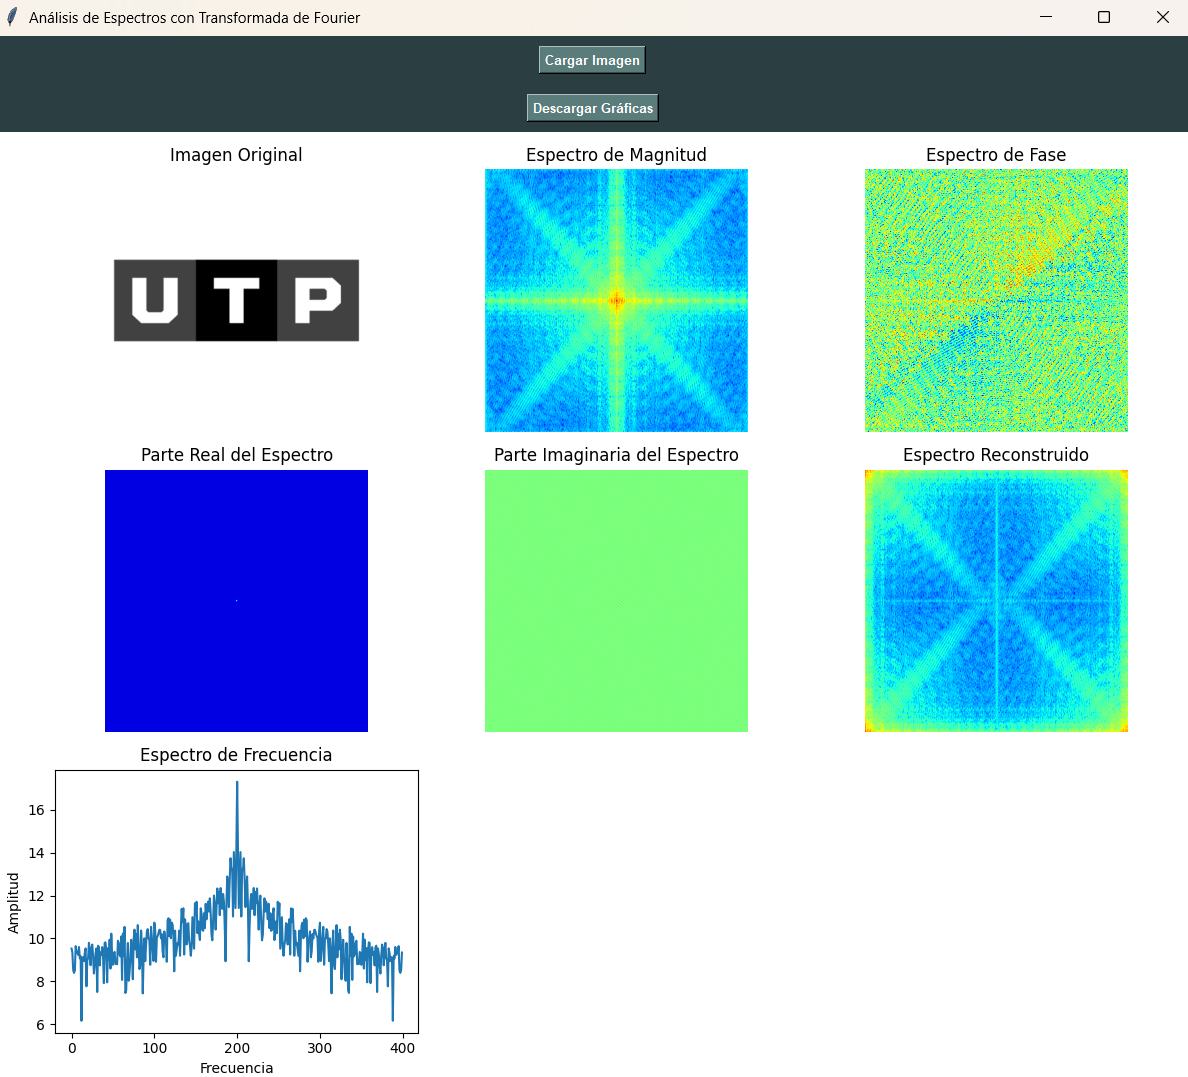 Análisis de Espectros con Transformada de Fourier
Cargar Imagen
Descargar Gráficas
Imagen Original
Espectro de Magnitud
Espectro de Fase
UTP
Parte Real del Espectro
Parte Imaginaria del Espectro
Espectro Reconstruido
Espectro de Frecuencia
Amplitud
16
14
12
10
8
6
0 100 200 300 400
Frecuencia